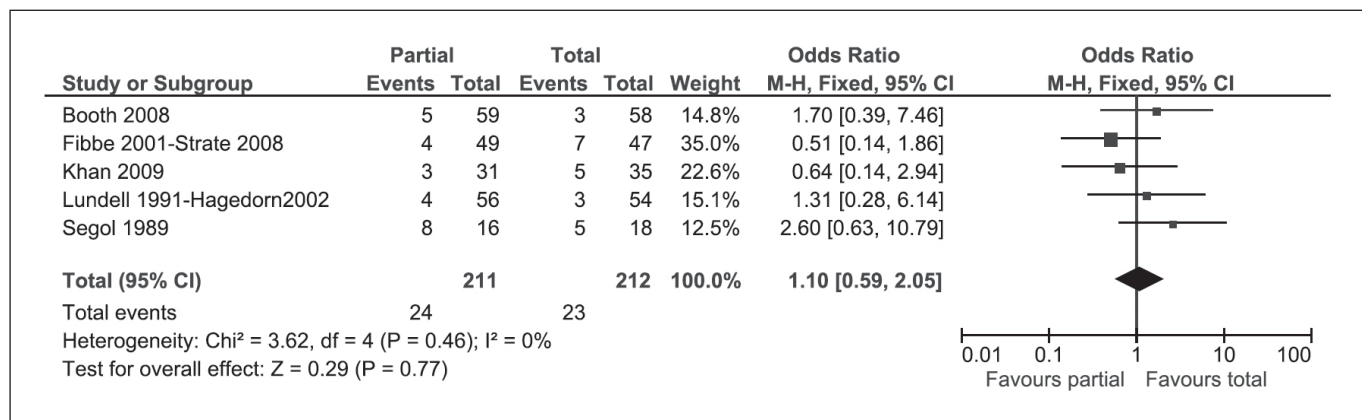 Partial Total Odds Ratio Odds Ratio
Study or Subgroup Events Total Events Total Weight M-H, Fixed, 95% CI M-H, Fixed, 95% CI
Booth 2008 5 59 3 58 14.8% 1.70 [0.39, 7.46]
Fibbe 2001-Strate 2008 4 49 7 47 35.0% 0.51 [0.14, 1.86]
Khan 2009 3 31 5 35 22.6% 0.64 [0.14, 2.94]
Lundell 1991-Hagedorn2002 4 56 3 54 15.1% 1.31 [0.28, 6.14]
Segol 1989 8 16 5 18 12.5% 2.60 [0.63, 10.79]
Total (95% CI) 211 212 100.0% 1.10 [0.59, 2.05]
Total events 24 23
Heterogeneity: Chi² = 3.62, df = 4 (P = 0.46); I² = 0%
Test for overall effect: Z = 0.29 (P = 0.77)
0.01 0.1 1 10 100
Favours partial Favours total